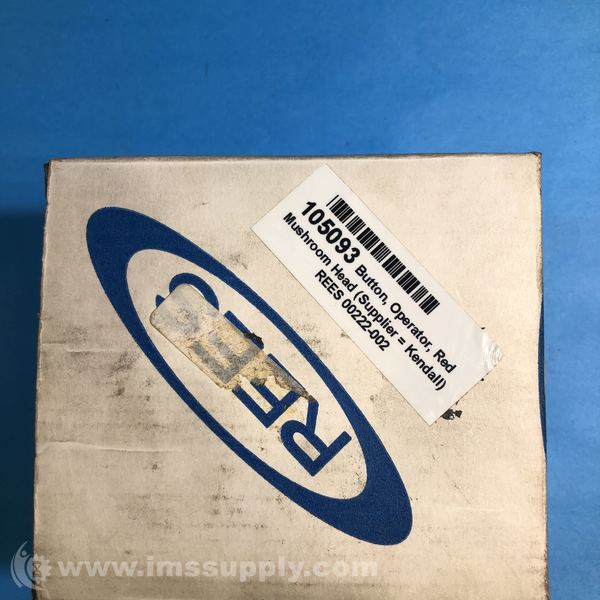 105093 Button, Operator, Red
Mushroom Head (Supplier = Kendall)
REES 00222-002
REES
www.imssupply.com